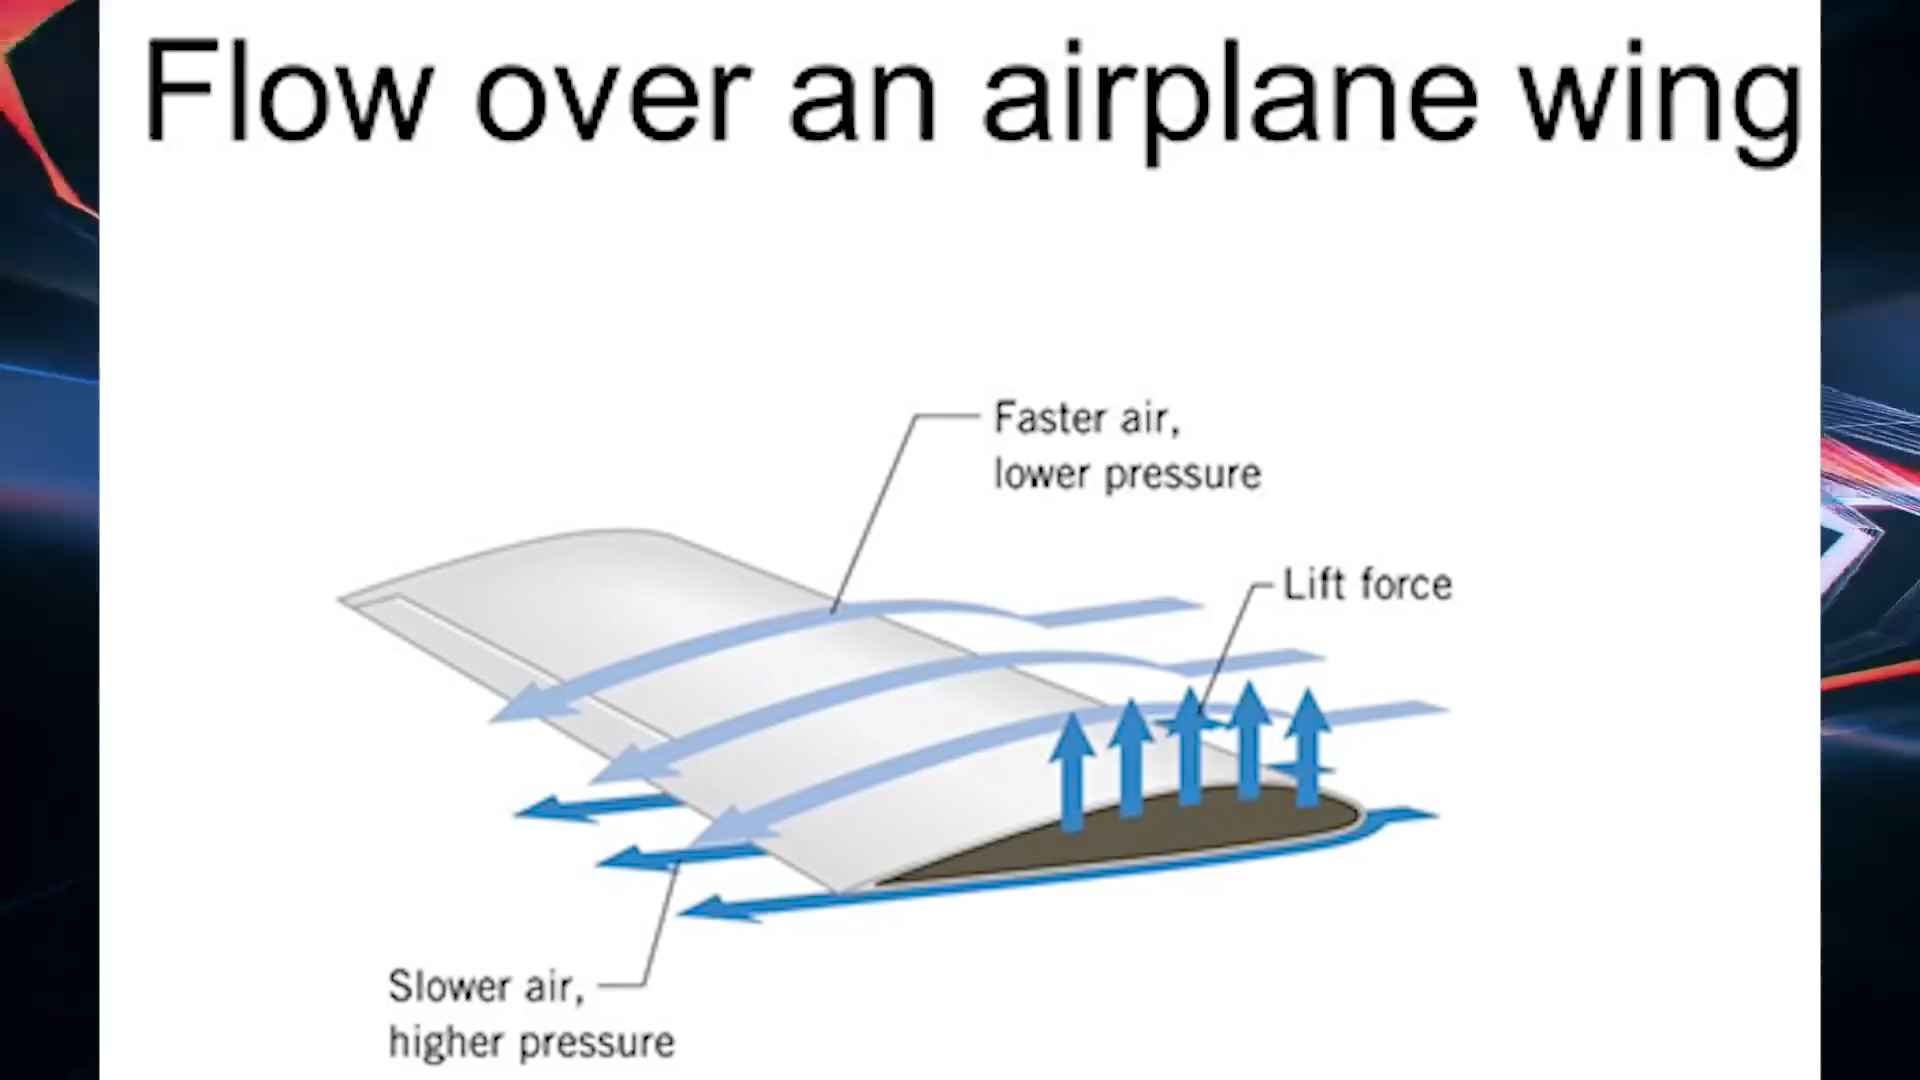 Flow over an airplane wing
Faster air,
lower pressure
Lift force
Slower air,
higher pressure